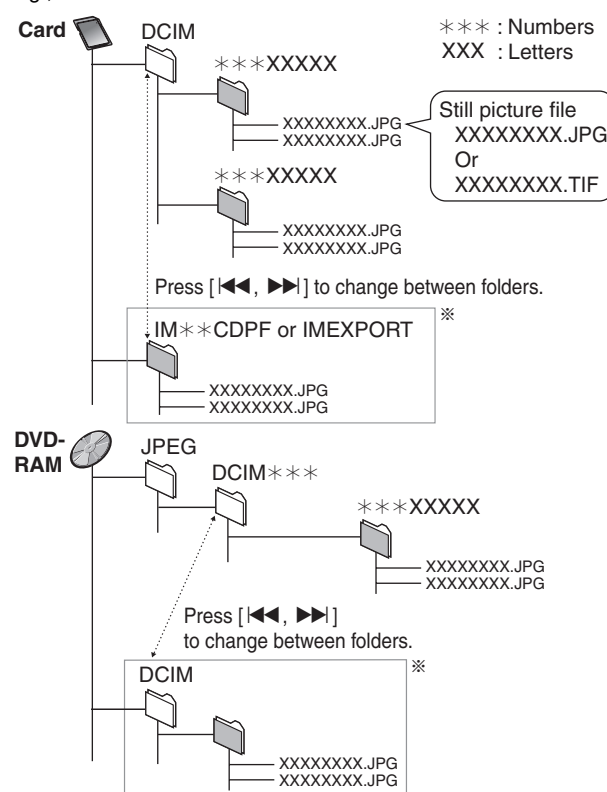 Card
DCIM
∗∗∗ : Numbers
XXX : Letters
∗∗∗XXXXX
XXXXXXXX.JPG
XXXXXXXX.JPG
Still picture file
XXXXXXXX.JPG
Or
XXXXXXXX.TIF
∗∗∗XXXXX
XXXXXXXX.JPG
XXXXXXXX.JPG
Press [⏮, ⏭] to change between folders.
※
IM∗∗CDPF or IMEXPORT
XXXXXXXX.JPG
XXXXXXXX.JPG
DVD-
RAM
JPEG
DCIM∗∗∗
∗∗∗XXXXX
XXXXXXXX.JPG
XXXXXXXX.JPG
Press [⏮, ⏭]
to change between folders.
※
DCIM
XXXXXXXX.JPG
XXXXXXXX.JPG